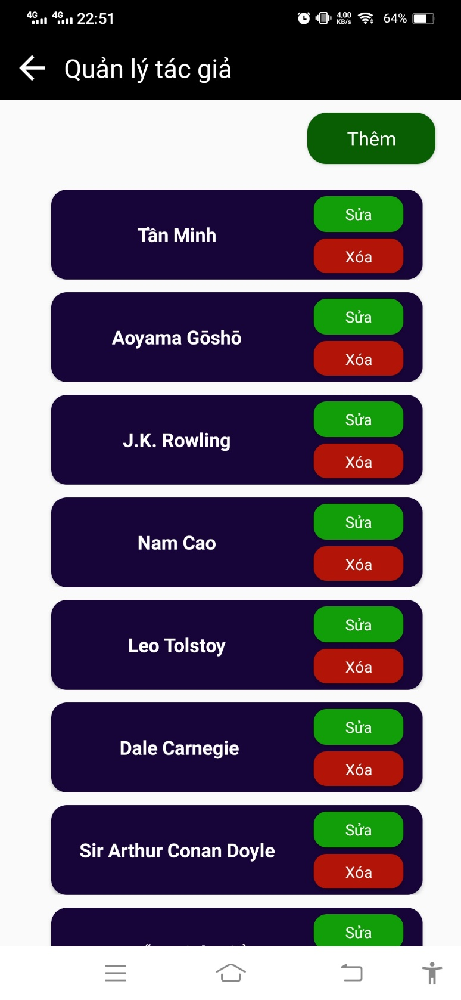 4G 4G 22:51 4,00 KB/s 64%
Quản lý tác giả
Thêm
Sửa
Tần Minh
Xóa
Sửa
Aoyama Gōshō
Xóa
Sửa
J.K. Rowling
Xóa
Sửa
Nam Cao
Xóa
Sửa
Leo Tolstoy
Xóa
Sửa
Dale Carnegie
Xóa
Sửa
Sir Arthur Conan Doyle
Xóa
Sửa